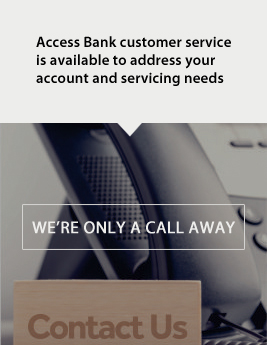 Access Bank customer service
is available to address your
account and servicing needs
WE'RE ONLY A CALL AWAY
Contact Us